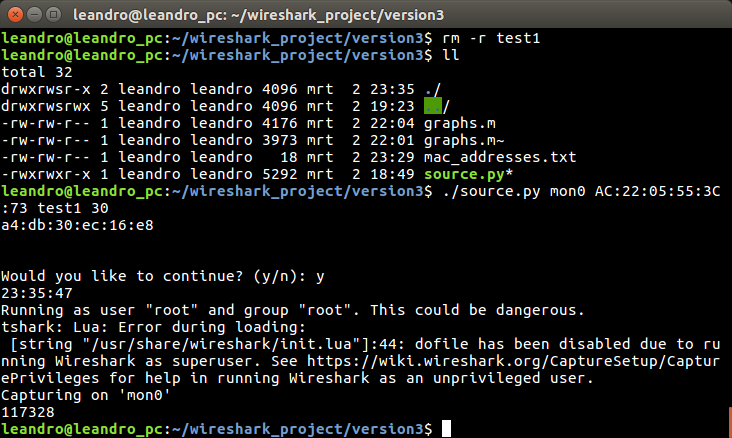 leandro@leandro_pc: ~/wireshark_project/version3
leandro@leandro_pc:~/wireshark_project/version3$ rm -r test1
leandro@leandro_pc:~/wireshark_project/version3$ ll
total 32
drwxrwsr-x 2 leandro leandro 4096 mrt  2 23:35 ./
drwxrwsrwx 5 leandro leandro 4096 mrt  2 19:23 ../
-rw-rw-r-- 1 leandro leandro 4176 mrt  2 22:04 graphs.m
-rw-rw-r-- 1 leandro leandro 3973 mrt  2 22:01 graphs.m~
-rw-rw-r-- 1 leandro leandro   18 mrt  2 23:29 mac_addresses.txt
-rwxrwxr-x 1 leandro leandro 5292 mrt  2 18:49 source.py*
leandro@leandro_pc:~/wireshark_project/version3$ ./source.py mon0 AC:22:05:55:3C
:73 test1 30
a4:db:30:ec:16:e8
Would you like to continue? (y/n): y
23:35:47
Running as user "root" and group "root". This could be dangerous.
tshark: Lua: Error during loading:
 [string "/usr/share/wireshark/init.lua"]:44: dofile has been disabled due to ru
nning Wireshark as superuser. See https://wiki.wireshark.org/CaptureSetup/Captur
ePrivileges for help in running Wireshark as an unprivileged user.
Capturing on 'mon0'
117328
leandro@leandro_pc:~/wireshark_project/version3$